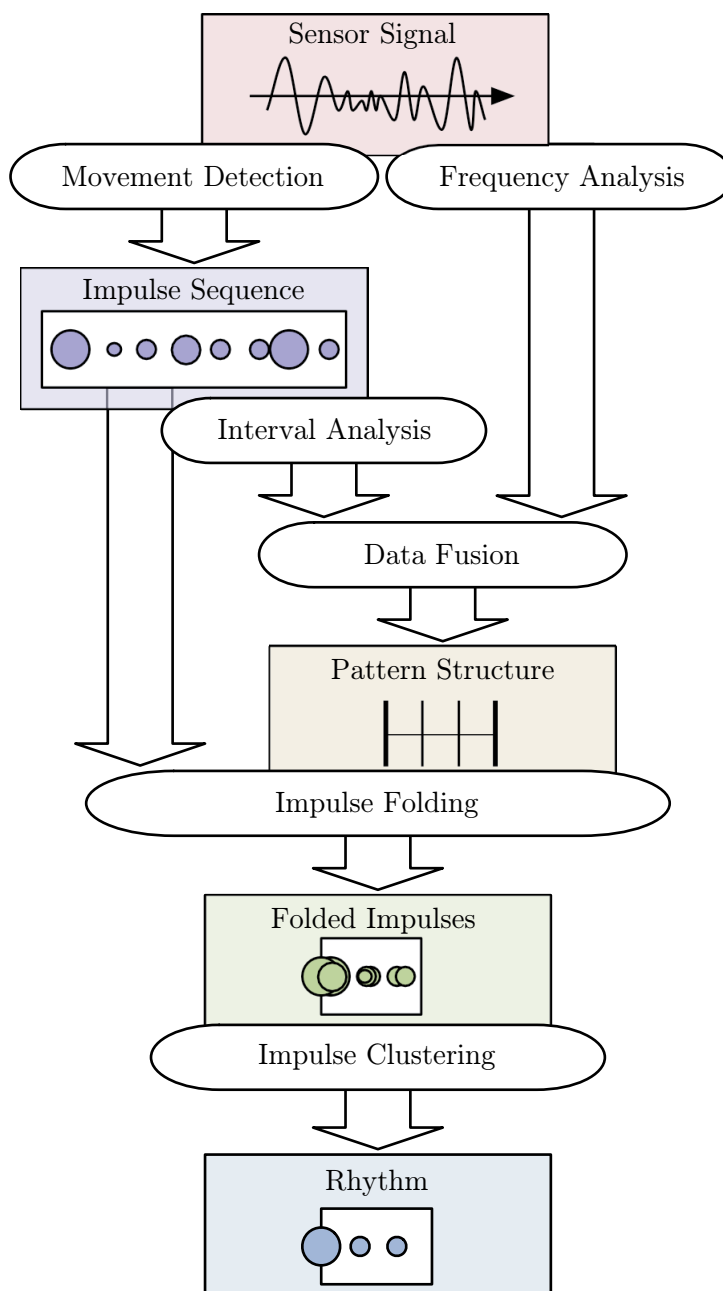 Sensor Signal
Movement Detection
Frequency Analysis
Impulse Sequence
Interval Analysis
Data Fusion
Pattern Structure
Impulse Folding
Folded Impulses
Impulse Clustering
Rhythm